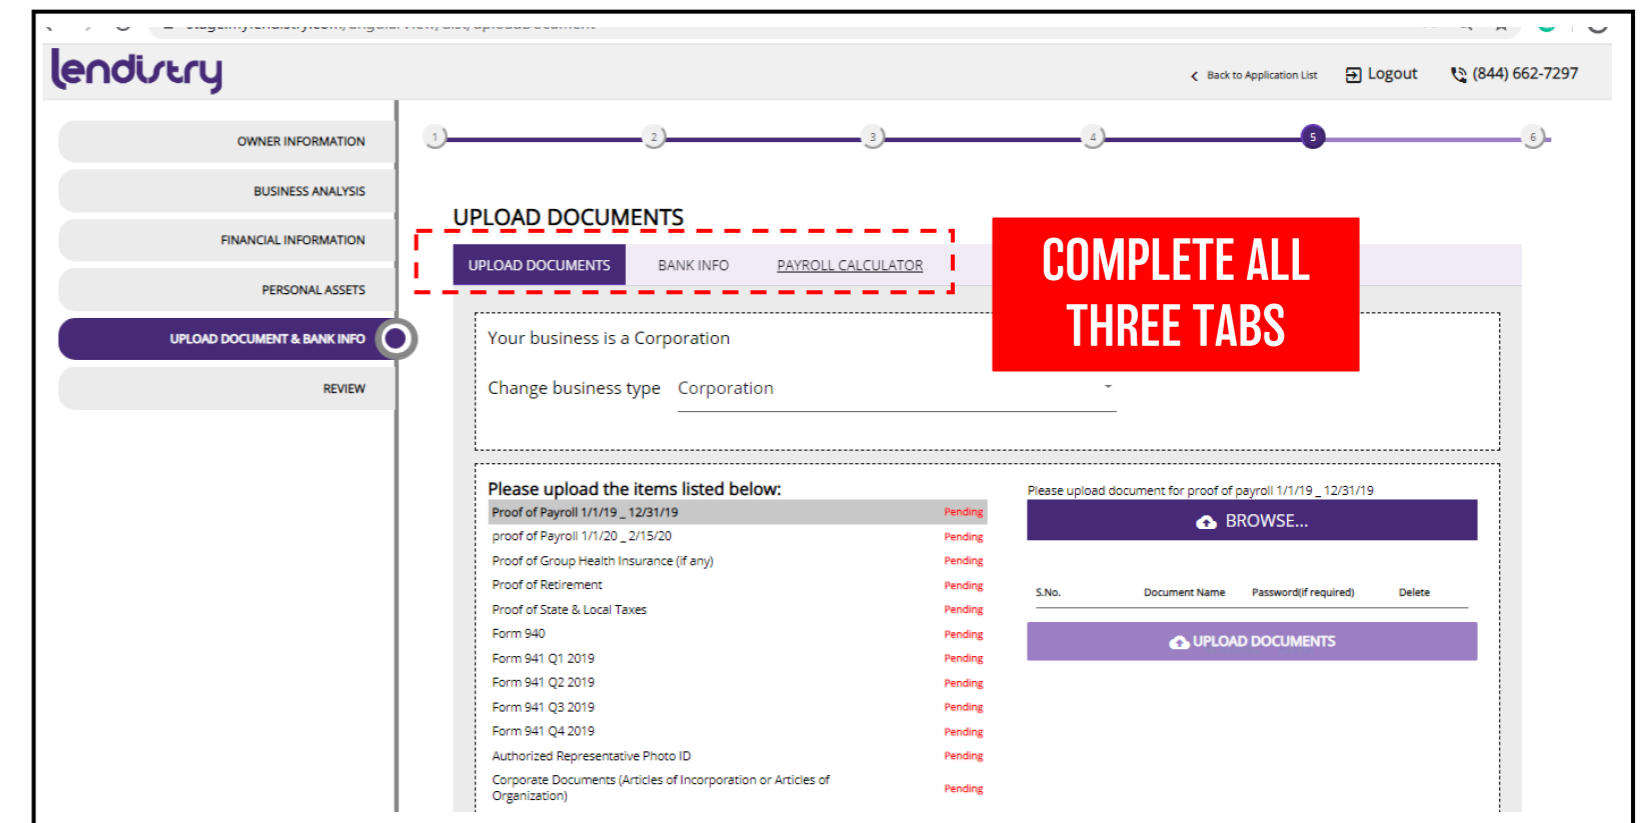 lendistry
Back to Application List
Logout
(844) 662-7297
OWNER INFORMATION
BUSINESS ANALYSIS
FINANCIAL INFORMATION
PERSONAL ASSETS
UPLOAD DOCUMENT & BANK INFO
REVIEW
1 2 3 4 5 6
UPLOAD DOCUMENTS
UPLOAD DOCUMENTS BANK INFO PAYROLL CALCULATOR
COMPLETE ALL
THREE TABS
Your business is a Corporation
Change business type Corporation
Please upload the items listed below:
Proof of Payroll 1/1/19 _ 12/31/19 Pending
proof of Payroll 1/1/20 _ 2/15/20 Pending
Proof of Group Health Insurance (if any) Pending
Proof of Retirement Pending
Proof of State & Local Taxes Pending
Form 940 Pending
Form 941 Q1 2019 Pending
Form 941 Q2 2019 Pending
Form 941 Q3 2019 Pending
Form 941 Q4 2019 Pending
Authorized Representative Photo ID Pending
Corporate Documents (Articles of Incorporation or Articles of
Organization) Pending
Please upload document for proof of payroll 1/1/19 _ 12/31/19
BROWSE...
S.No. Document Name Password(if required) Delete
UPLOAD DOCUMENTS